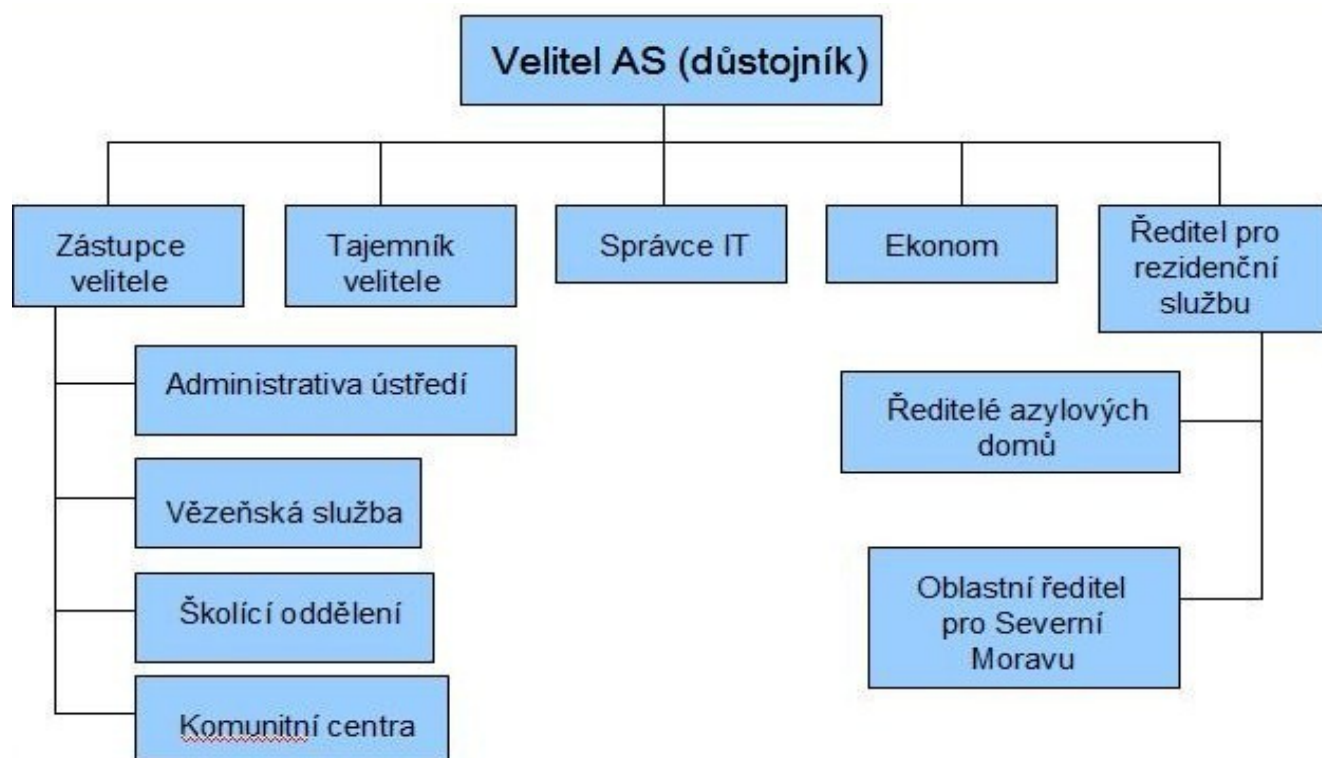 Velitel AS (důstojník)
Zástupce
velitele
Tajemník
velitele
Správce IT
Ekonom
Ředitel pro
rezidenční
službu
Administrativa ústředí
Vězeňská služba
Školící oddělení
Komunitní centra
Ředitelé azylových
domů
Oblastní ředitel
pro Severní
Moravu